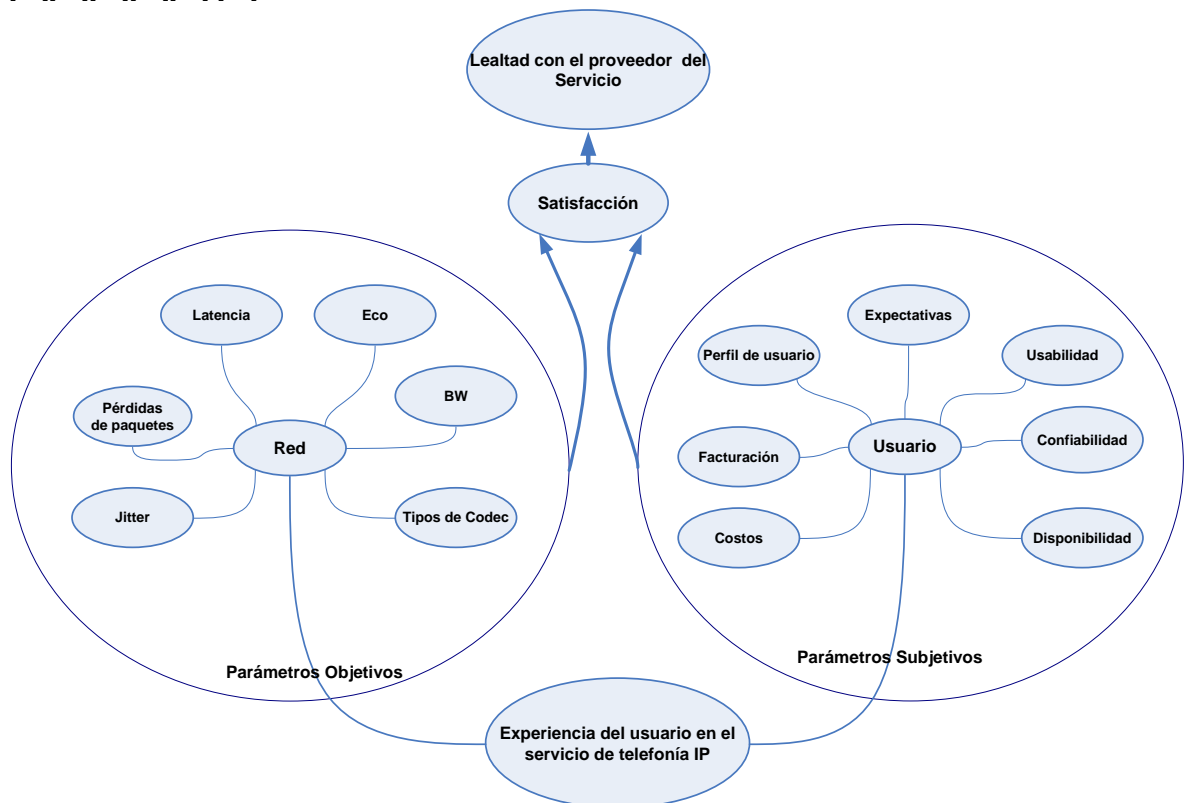 Lealtad con el proveedor del
Servicio
Satisfacción
Latencia
Eco
Pérdidas
de paquetes
BW
Red
Jitter
Tipos de Codec
Parámetros Objetivos
Expectativas
Perfil de usuario
Usabilidad
Usuario
Confiabilidad
Facturación
Costos
Disponibilidad
Parámetros Subjetivos
Experiencia del usuario en el
servicio de telefonía IP